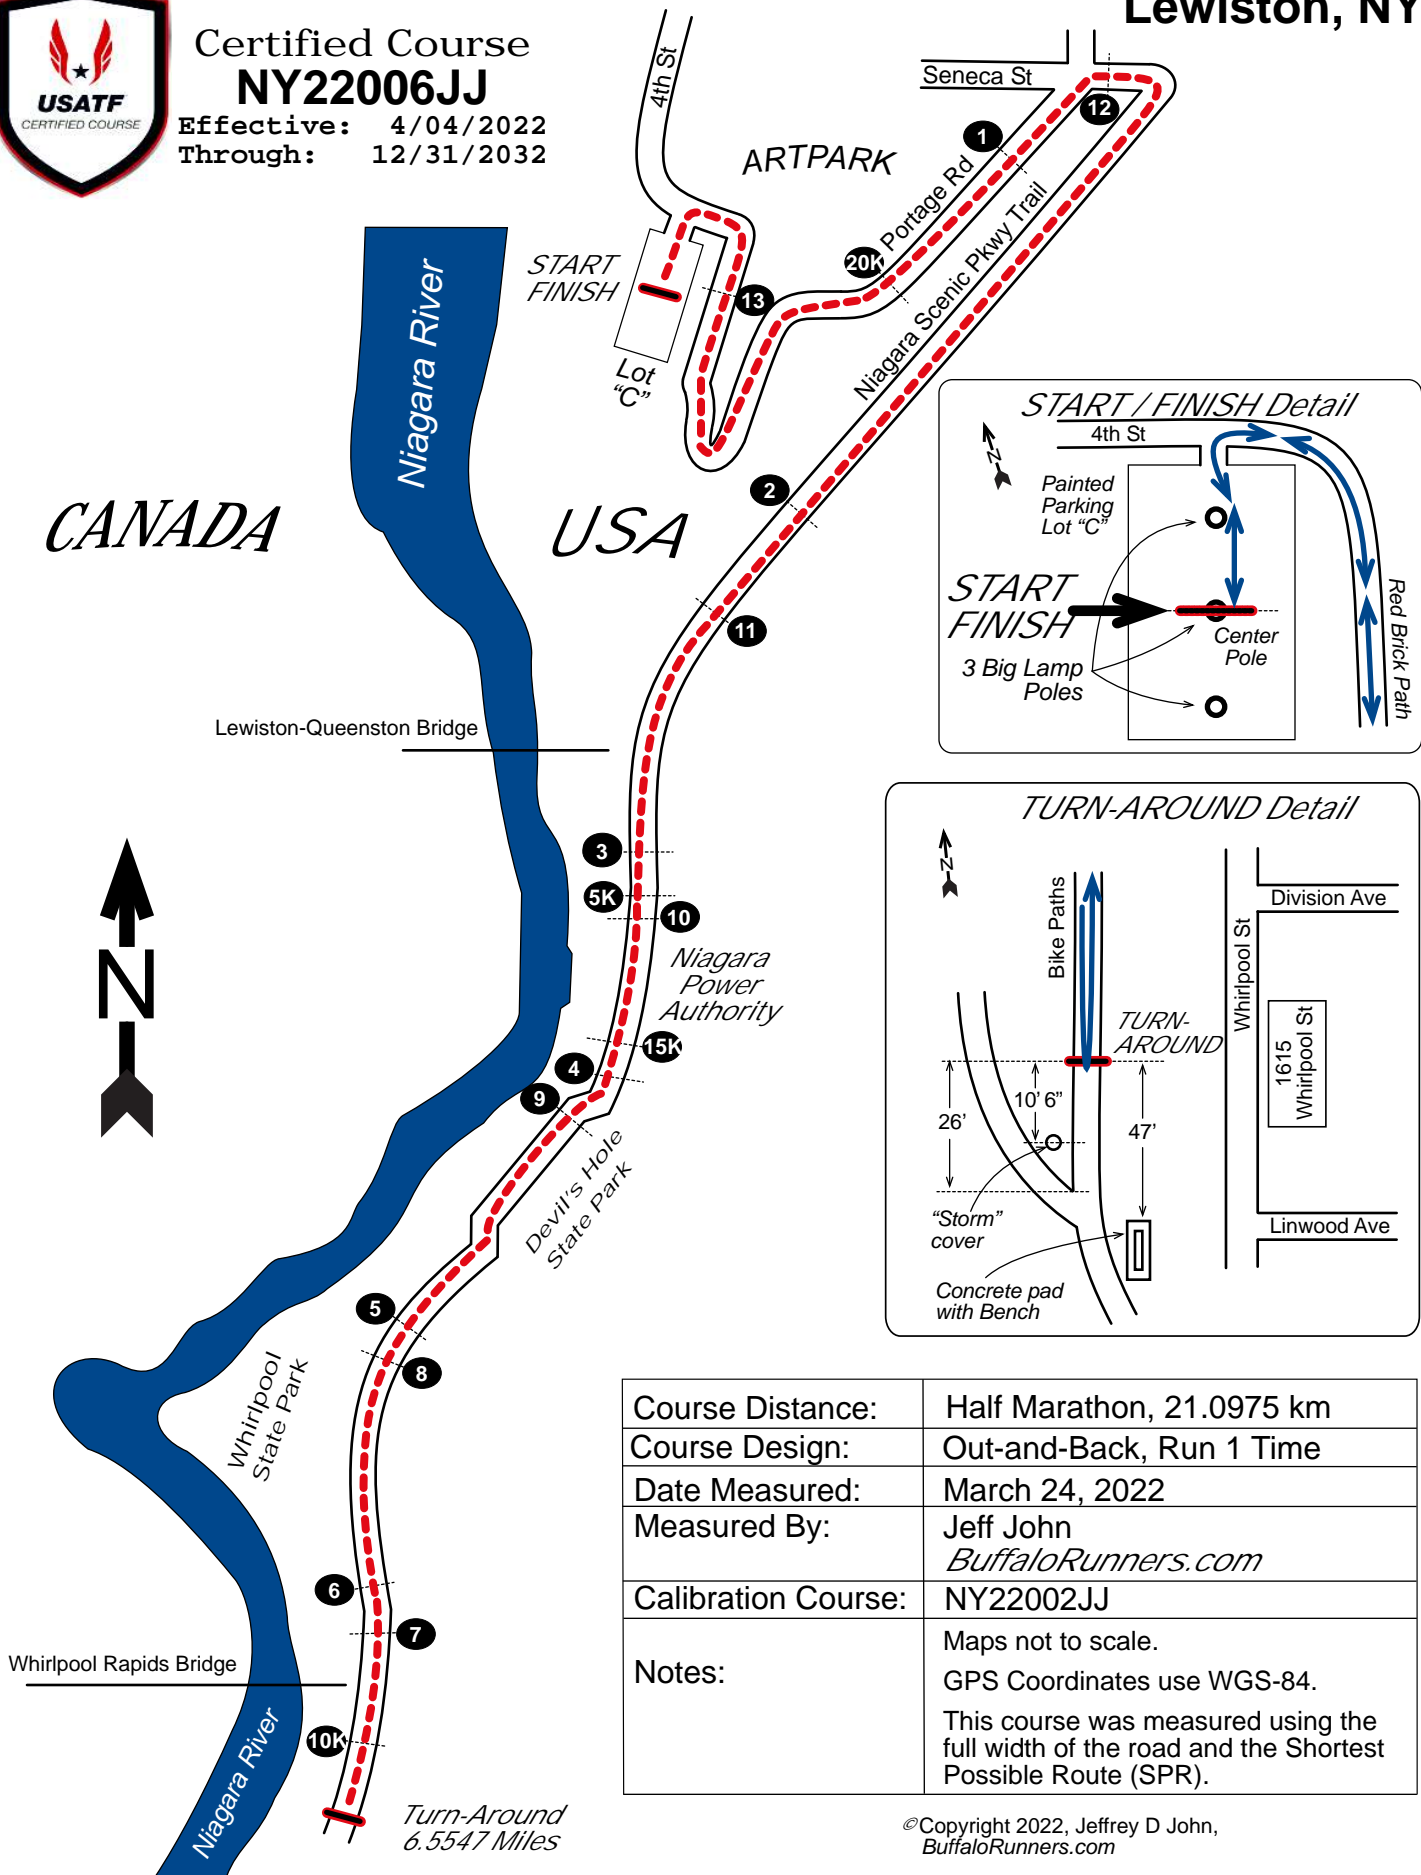 Lewiston, NY
USATF
CERTIFIED COURSE
Certified Course
NY22006JJ
Effective: 4/04/2022
Through: 12/31/2032
4th St
Seneca St
12
1
ARTPARK
Portage Rd
Niagara Scenic Pkwy Trail
20K
START
FINISH
13
Lot
“C”
Niagara River
CANADA
USA
2
11
START / FINISH Detail
4th St
N
Painted
Parking
Lot “C”
START
FINISH
Center
Pole
3 Big Lamp
Poles
Red Brick Path
Lewiston-Queenston Bridge
N
3
5K
10
Niagara
Power
Authority
15K
4
9
Devil's Hole
State Park
TURN-AROUND Detail
N
Bike Paths
Whirlpool St
Division Ave
TURN-
AROUND
1615
Whirlpool St
26’
10’ 6”
47’
“Storm”
cover
Linwood Ave
Concrete pad
with Bench
5
8
Whirlpool
State Park
6
7
Whirlpool Rapids Bridge
10K
Niagara River
Turn-Around
6.5547 Miles
Course Distance: Half Marathon, 21.0975 km
Course Design: Out-and-Back, Run 1 Time
Date Measured: March 24, 2022
Measured By: Jeff John
BuffaloRunners.com
Calibration Course: NY22002JJ
Notes: Maps not to scale.
GPS Coordinates use WGS-84.
This course was measured using the
full width of the road and the Shortest
Possible Route (SPR).
©Copyright 2022, Jeffrey D John,
BuffaloRunners.com